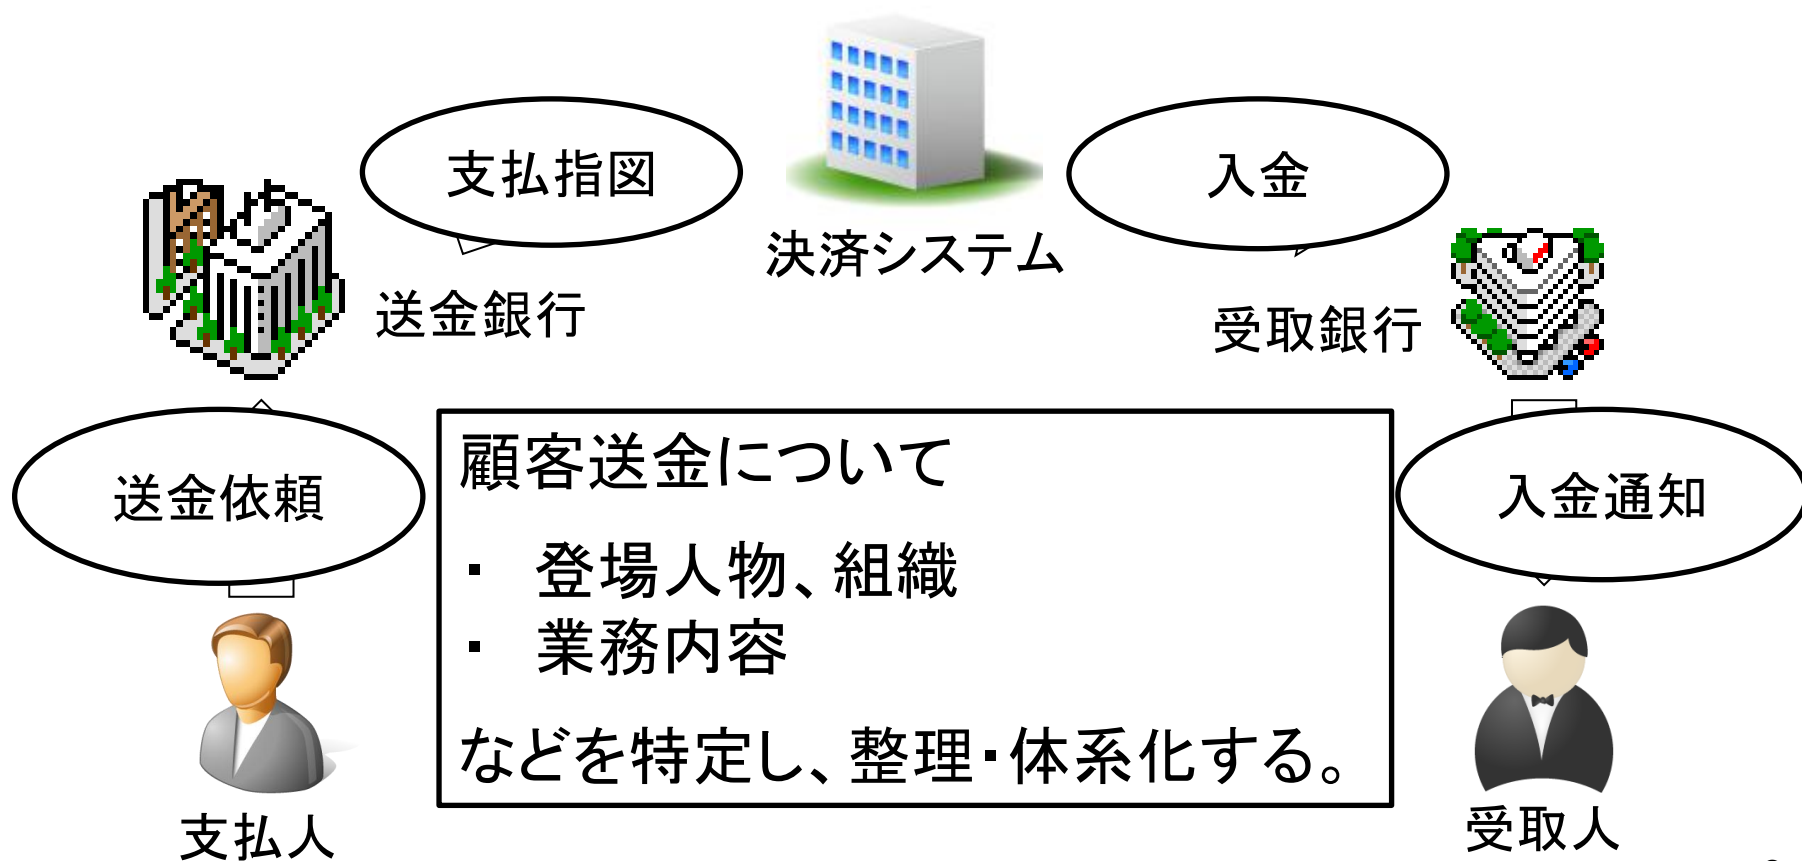 支払指図
入金
決済システム
送金銀行
受取銀行
送金依頼
顧客送金について
・ 登場人物、組織
・ 業務内容
などを特定し、整理・体系化する。
入金通知
支払人
受取人